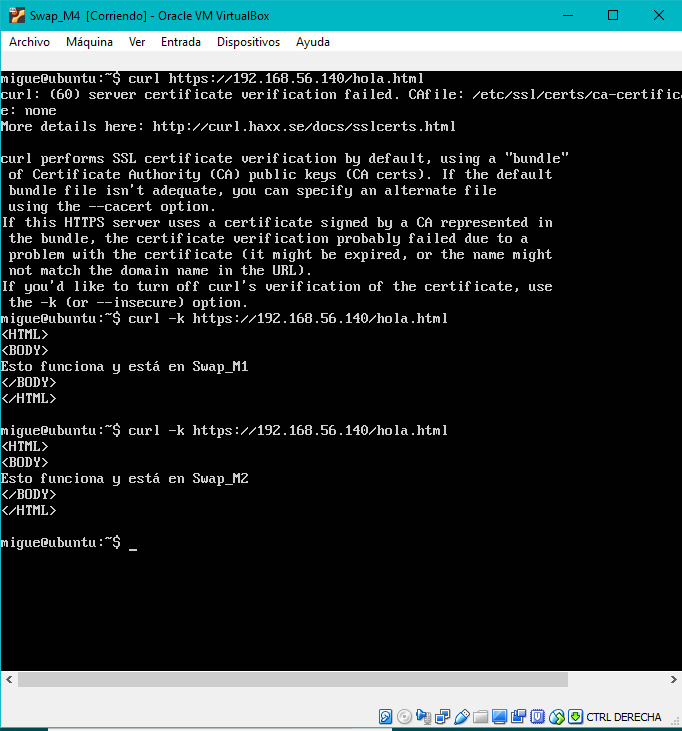 Swap_M4 [Corriendo] - Oracle VM VirtualBox
Archivo Máquina Ver Entrada Dispositivos Ayuda
migue@ubuntu:~$ curl https://192.168.56.140/hola.html
curl: (60) server certificate verification failed. CAfile: /etc/ssl/certs/ca-certific
e: none
More details here: http://curl.haxx.se/docs/sslcerts.html
curl performs SSL certificate verification by default, using a "bundle"
of Certificate Authority (CA) public keys (CA certs). If the default
bundle file isn't adequate, you can specify an alternate file
using the --cacert option.
If this HTTPS server uses a certificate signed by a CA represented in
the bundle, the certificate verification probably failed due to a
problem with the certificate (it might be expired, or the name might
not match the domain name in the URL).
If you'd like to turn off curl's verification of the certificate, use
the -k (or --insecure) option.
migue@ubuntu:~$ curl -k https://192.168.56.140/hola.html
<HTML>
<BODY>
Esto funciona y está en Swap_M1
</BODY>
</HTML>
migue@ubuntu:~$ curl -k https://192.168.56.140/hola.html
<HTML>
<BODY>
Esto funciona y está en Swap_M2
</BODY>
</HTML>
migue@ubuntu:~$ _
CTRL DERECHA